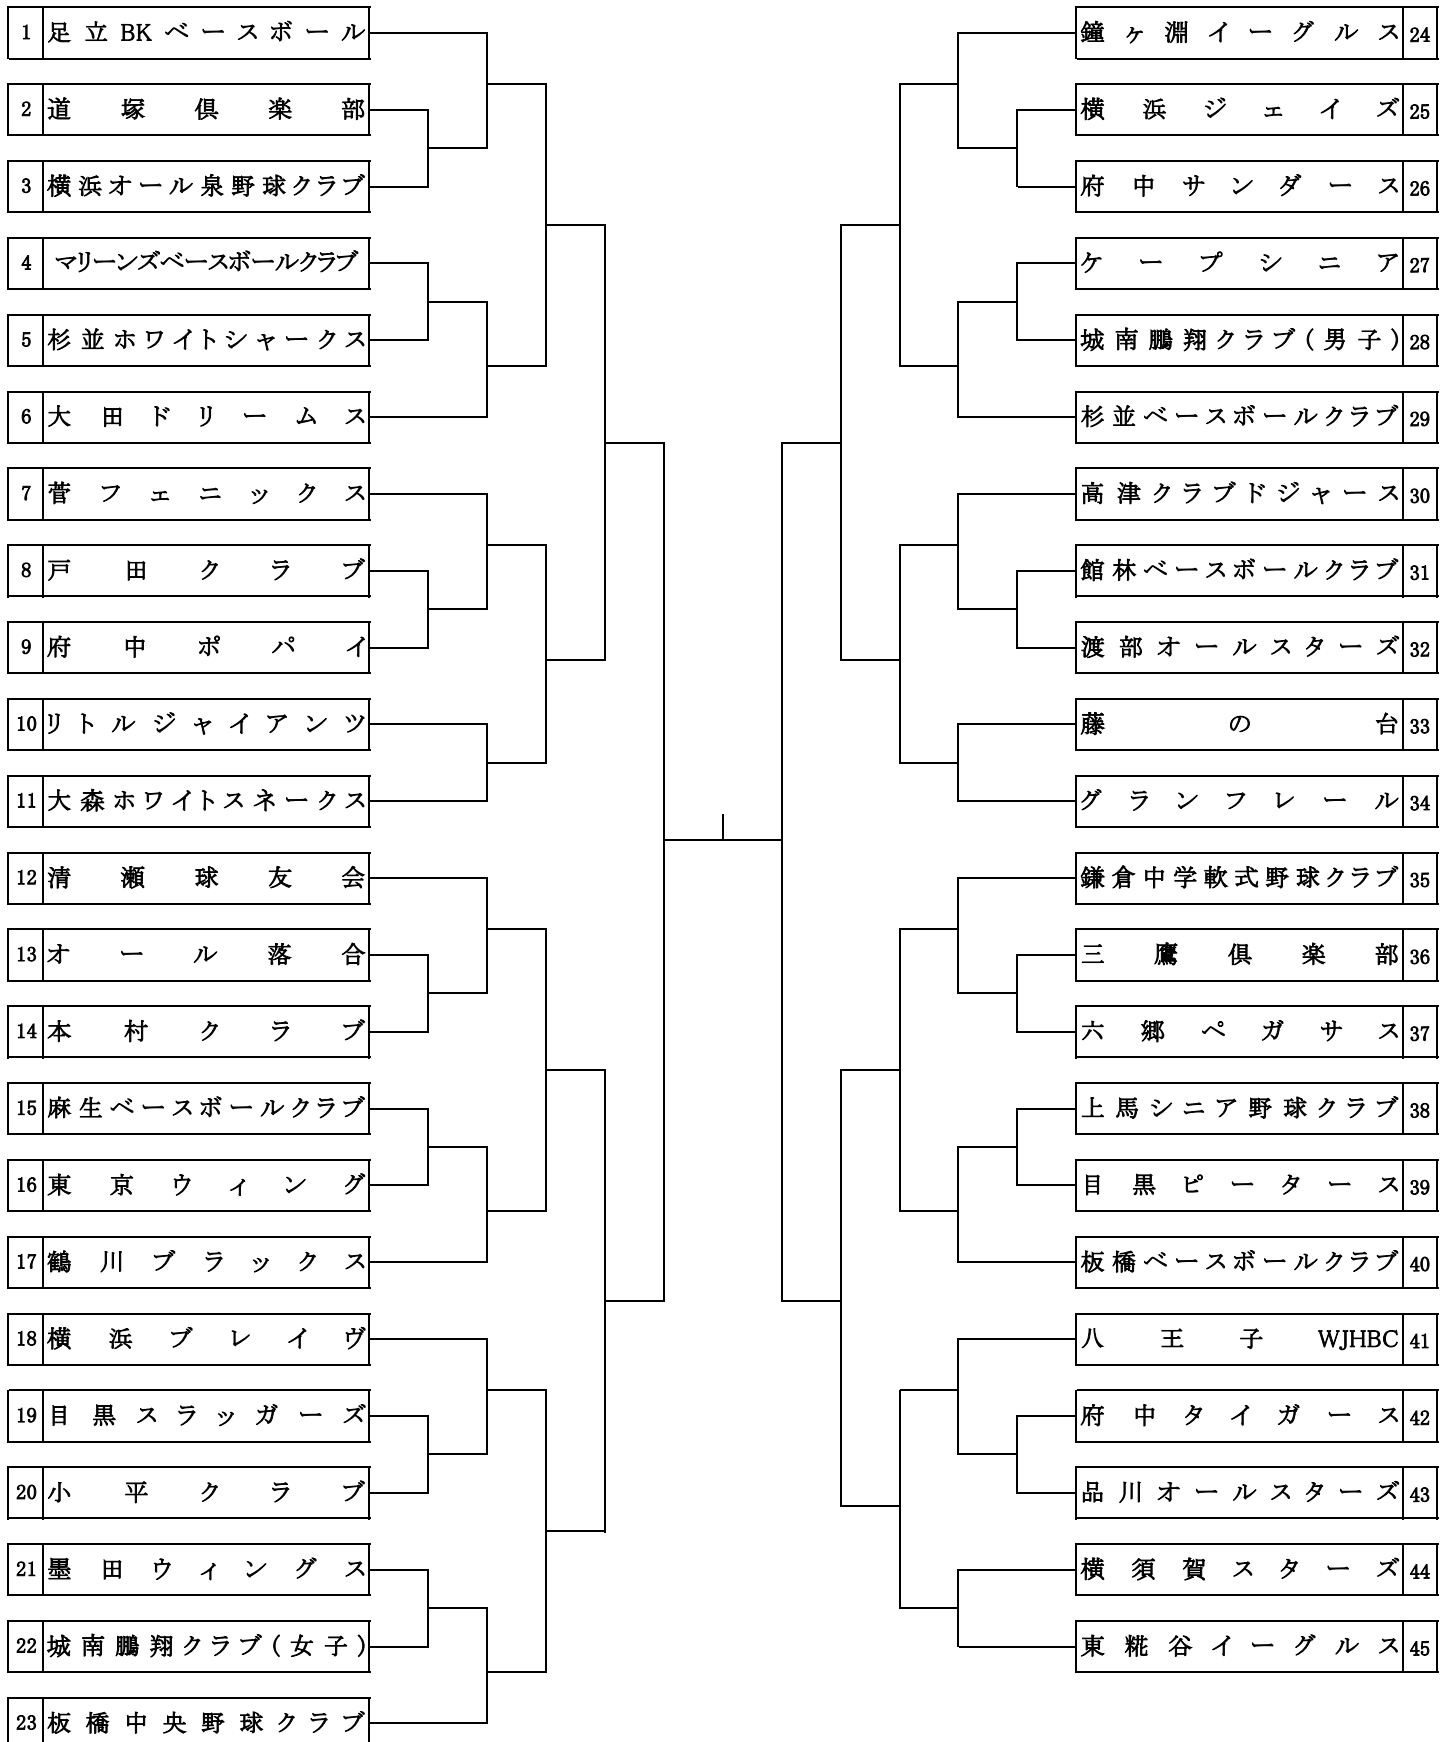 1 足立BKベースボール
2 道塚倶楽部
3 横浜オール泉野球クラブ
4 マリーンズベースボールクラブ
5 杉並ホワイトシャークス
6 大田ドリームス
7 菅フェニックス
8 戸田クラブ
9 府中ポパイ
10 リトルジャイアンツ
11 大森ホワイトスネークス
12 清瀬球友会
13 オール落合
14 本村クラブ
15 麻生ベースボールクラブ
16 東京ウィング
17 鶴川ブラックス
18 横浜ブレイヴ
19 目黒スラッガーズ
20 小平クラブ
21 墨田ウィングス
22 城南鵬翔クラブ(女子)
23 板橋中央野球クラブ
鐘ヶ淵イーグルス 24
横浜ジェイズ 25
府中サンダース 26
ケープシニア 27
城南鵬翔クラブ(男子) 28
杉並ベースボールクラブ 29
高津クラブドジャース 30
館林ベースボールクラブ 31
渡部オールスターズ 32
藤の台 33
グランフレール 34
鎌倉中学軟式野球クラブ 35
三鷹倶楽部 36
六郷ペガサス 37
上馬シニア野球クラブ 38
目黒ピータース 39
板橋ベースボールクラブ 40
八王子WJHBC 41
府中タイガース 42
品川オールスターズ 43
横須賀スターズ 44
東糀谷イーグルス 45